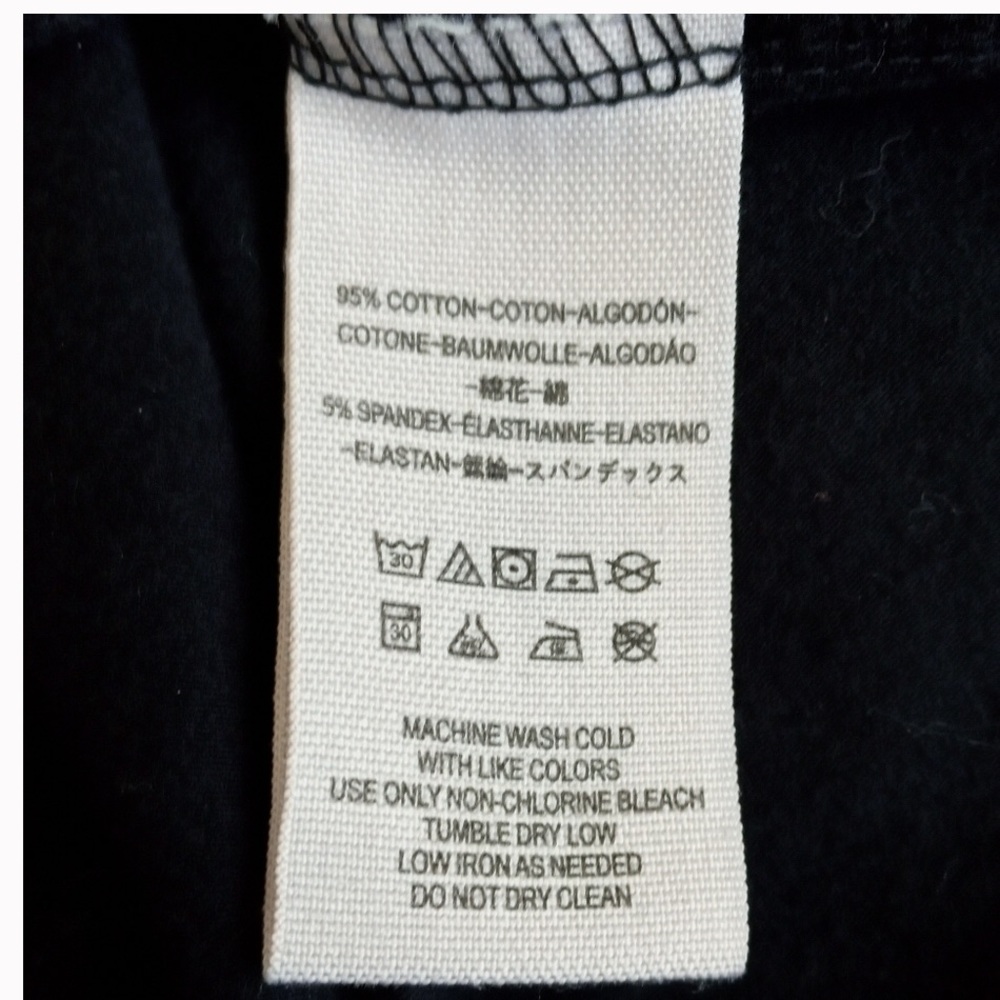 95% COTTON-COTON-ALGODÓN-
COTONE-BAUMWOLLE-ALGODÃO
-棉花-綿
5% SPANDEX-ÉLASTHANNE-ELASTANO
-ELASTAN-スパンデックス
30
30
MACHINE WASH COLD
WITH LIKE COLORS
USE ONLY NON-CHLORINE BLEACH
TUMBLE DRY LOW
LOW IRON AS NEEDED
DO NOT DRY CLEAN